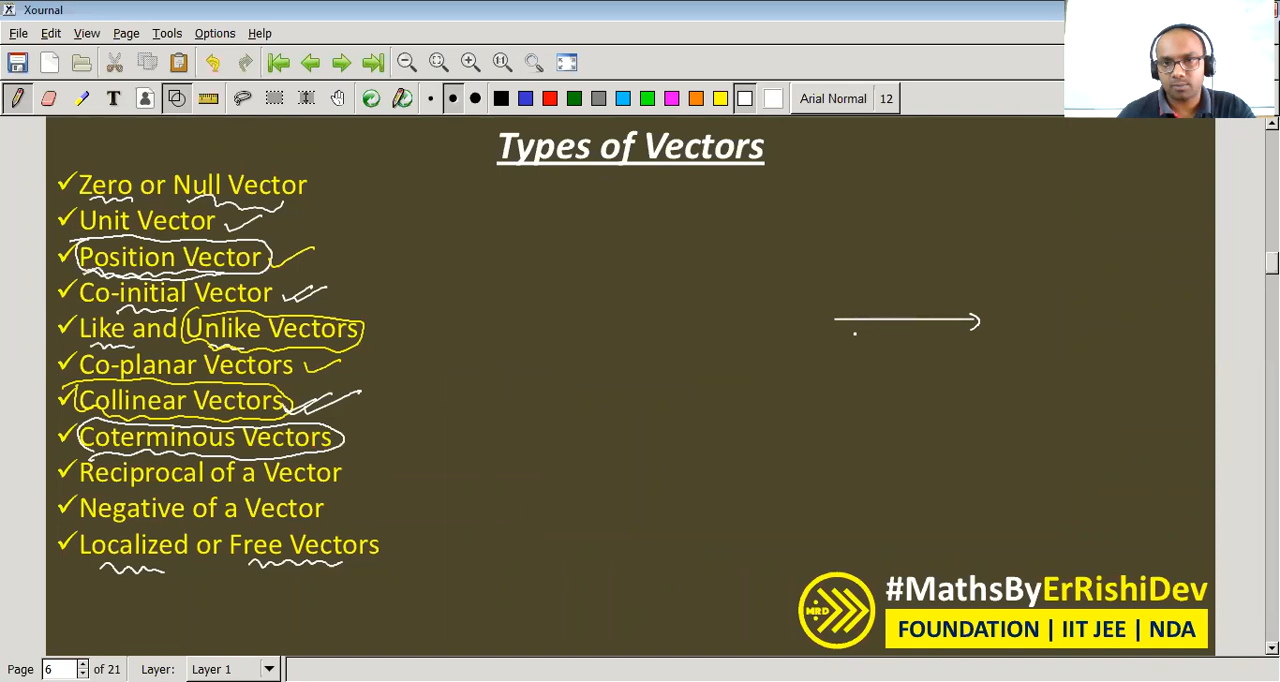 Xournal
File Edit View Page Tools Options Help
T Arial Normal 12
Types of Vectors
✓Zero or Null Vector
✓Unit Vector
✓Position Vector
✓Co-initial Vector
✓Like and Unlike Vectors
✓Co-planar Vectors
✓Collinear Vectors
✓Coterminous Vectors
✓Reciprocal of a Vector
✓Negative of a Vector
✓Localized or Free Vectors
MRD
#MathsByErRishiDev
FOUNDATION | IIT JEE | NDA
Page 6 of 21 Layer: Layer 1